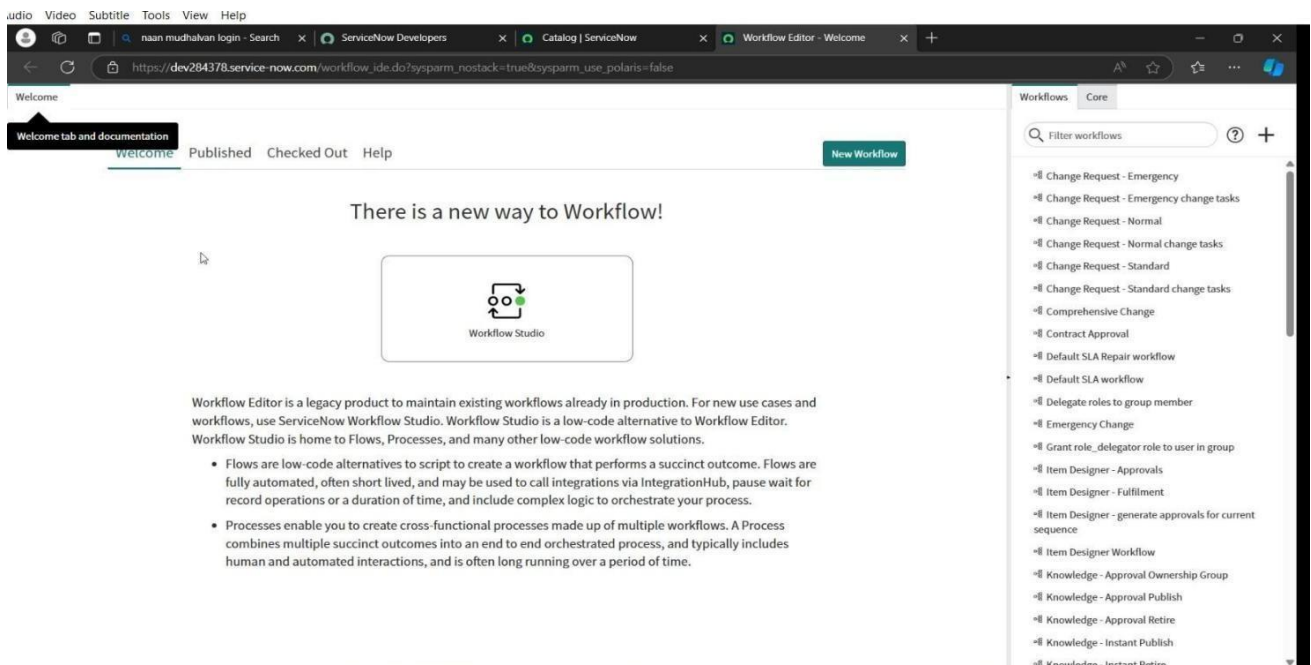 udio Video Subtitle Tools View Help
naan mudhalvan login - Search
ServiceNow Developers
Catalog | ServiceNow
Workflow Editor - Welcome
https://dev284378.service-now.com/workflow_ide.do?sysparm_nostack=true&sysparm_use_polaris=false
Welcome
Workflows Core
Welcome tab and documentation
Filter workflows
Welcome Published Checked Out Help
New Workflow
There is a new way to Workflow!
Workflow Studio
Workflow Editor is a legacy product to maintain existing workflows already in production. For new use cases and
workflows, use ServiceNow Workflow Studio. Workflow Studio is a low-code alternative to Workflow Editor.
Workflow Studio is home to Flows, Processes, and many other low-code workflow solutions.
• Flows are low-code alternatives to script to create a workflow that performs a succinct outcome. Flows are
fully automated, often short lived, and may be used to call integrations via IntegrationHub, pause wait for
record operations or a duration of time, and include complex logic to orchestrate your process.
• Processes enable you to create cross-functional processes made up of multiple workflows. A Process
combines multiple succinct outcomes into an end to end orchestrated process, and typically includes
human and automated interactions, and is often long running over a period of time.
Change Request - Emergency
Change Request - Emergency change tasks
Change Request - Normal
Change Request - Normal change tasks
Change Request - Standard
Change Request - Standard change tasks
Comprehensive Change
Contract Approval
Default SLA Repair workflow
Default SLA workflow
Delegate roles to group member
Emergency Change
Grant role_delegator role to user in group
Item Designer - Approvals
Item Designer - Fulfilment
Item Designer - generate approvals for current
sequence
Item Designer Workflow
Knowledge - Approval Ownership Group
Knowledge - Approval Publish
Knowledge - Approval Retire
Knowledge - Instant Publish
Knowledge - Instant Retire